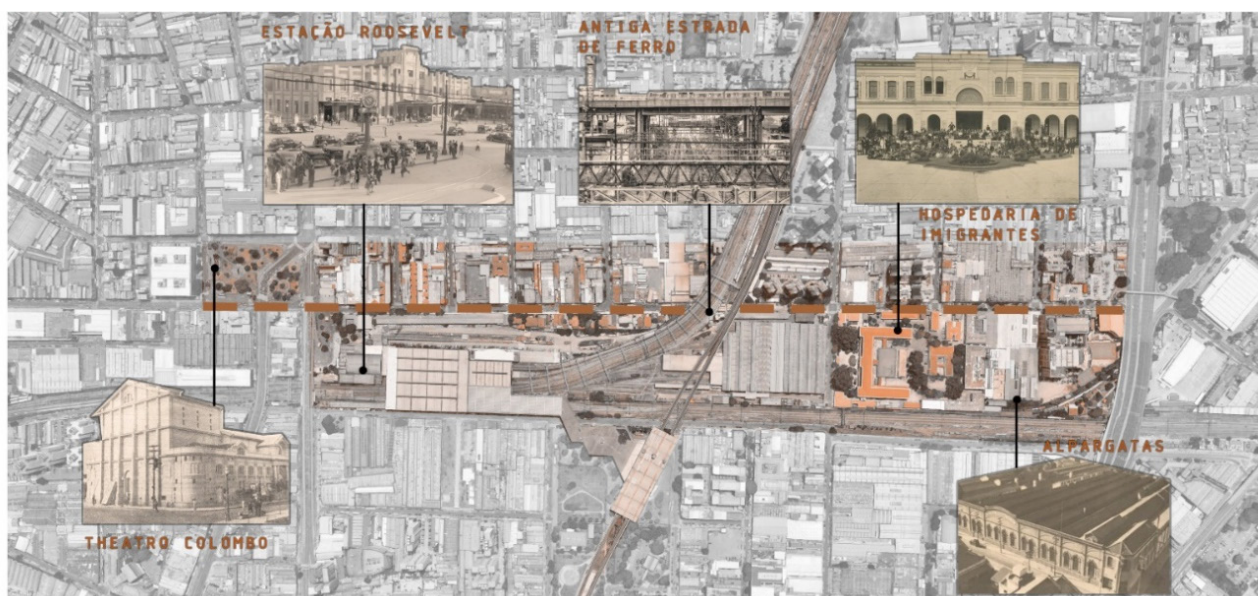 ESTAÇÃO ROOSEVELT
ANTIGA ESTRADA
DE FERRO
HOSPEDARIA DE
IMIGRANTES
ALPARGATAS
THEATRO COLOMBO